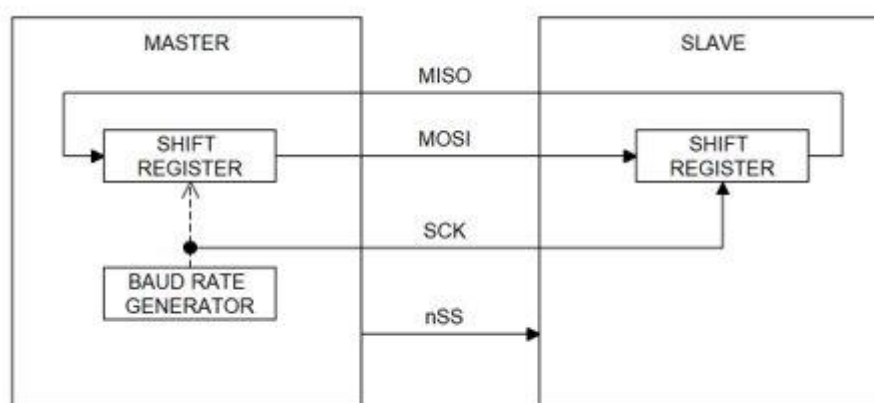 MASTER
SLAVE
MISO
SHIFT
REGISTER
MOSI
SHIFT
REGISTER
SCK
BAUD RATE
GENERATOR
nSS